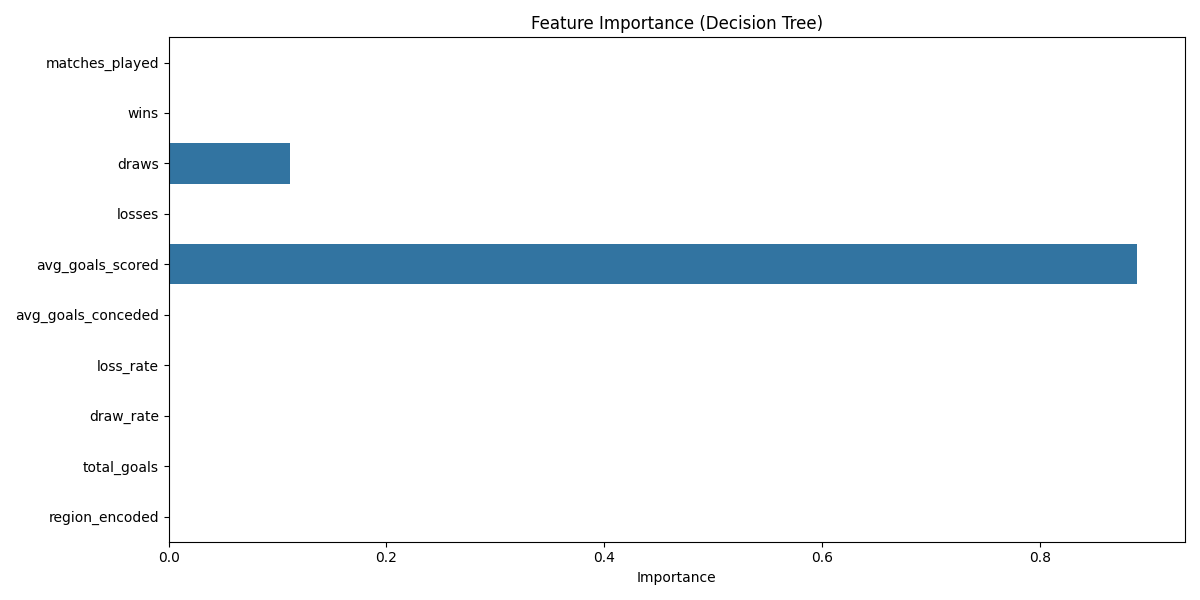 Feature Importance (Decision Tree)
matches_played
wins
draws
losses
avg_goals_scored
avg_goals_conceded
loss_rate
draw_rate
total_goals
region_encoded
0.0 0.2 0.4 0.6 0.8
Importance